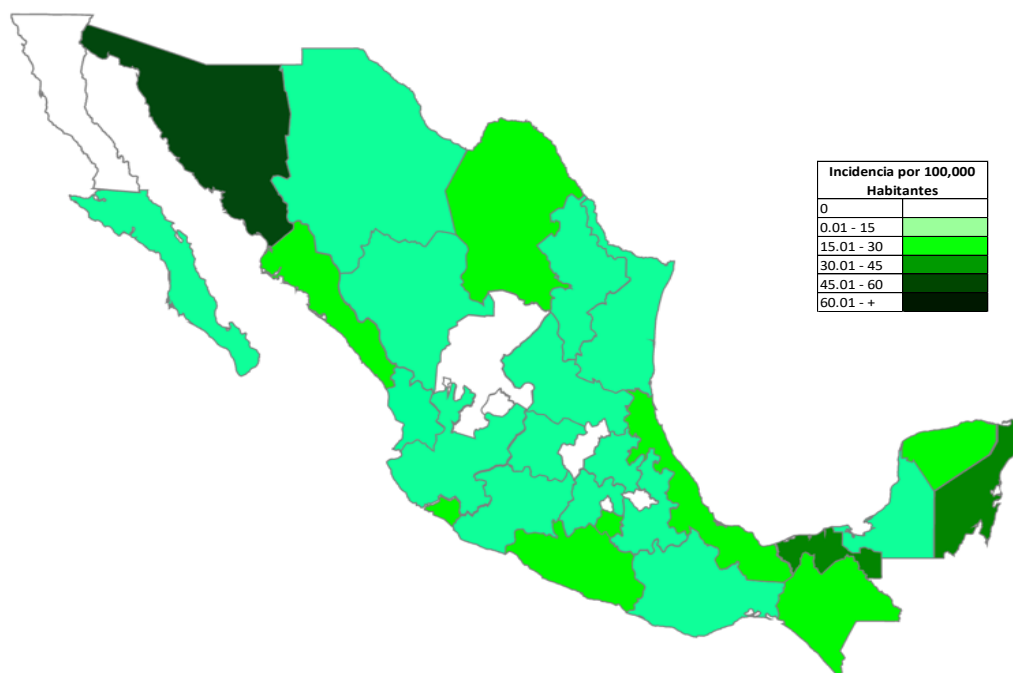 Incidencia por 100,000
Habitantes
0
0.01 - 15
15.01 - 30
30.01 - 45
45.01 - 60
60.01 - +